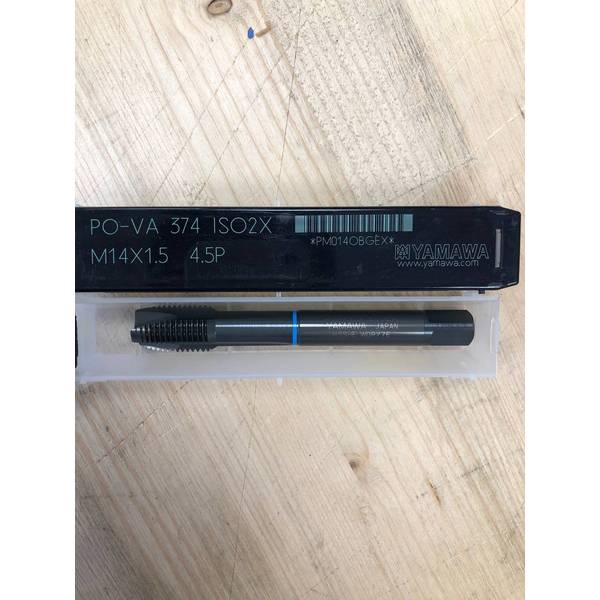 PO-VA 374 ISO2X
M14X1.5 4.5P
*PM014OBGEX*
YAMAWA
www.yamawa.com
YAMAWA JAPAN